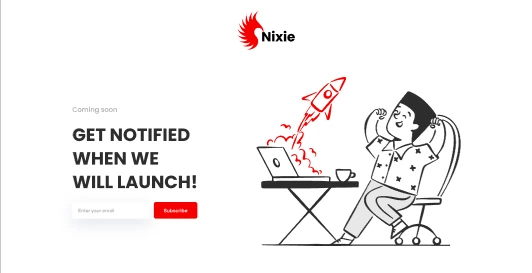 Nixie
Coming soon
GET NOTIFIED
WHEN WE
WILL LAUNCH!
Enter your email
Subscribe